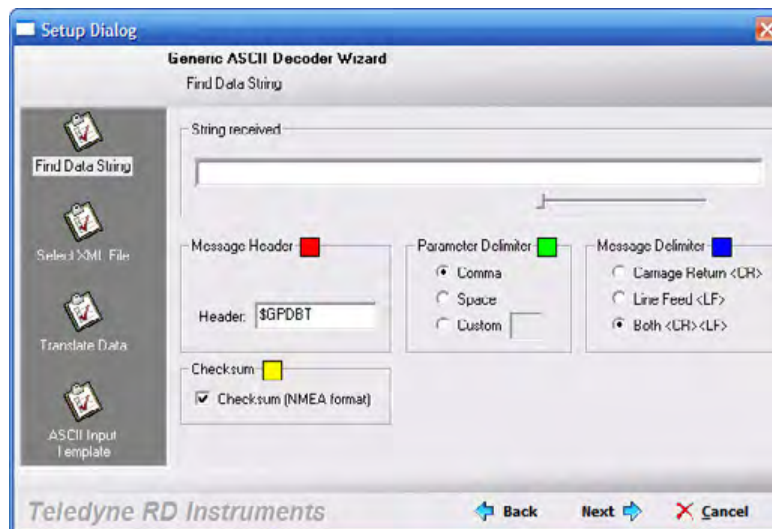 Setup Dialog
Generic ASCII Decoder Wizard
Find Data String
Find Data String
Select XML File
Translate Data
ASCII Input
Template
String received
Message Header
Header:
$GPDBT
Parameter Delimiter
Comma
Space
Custom
Message Delimiter
Carriage Return <CR>
Line Feed <LF>
Both <CR><LF>
Checksum
Checksum (NMEA format)
Teledyne RD Instruments
Back
Next
Cancel